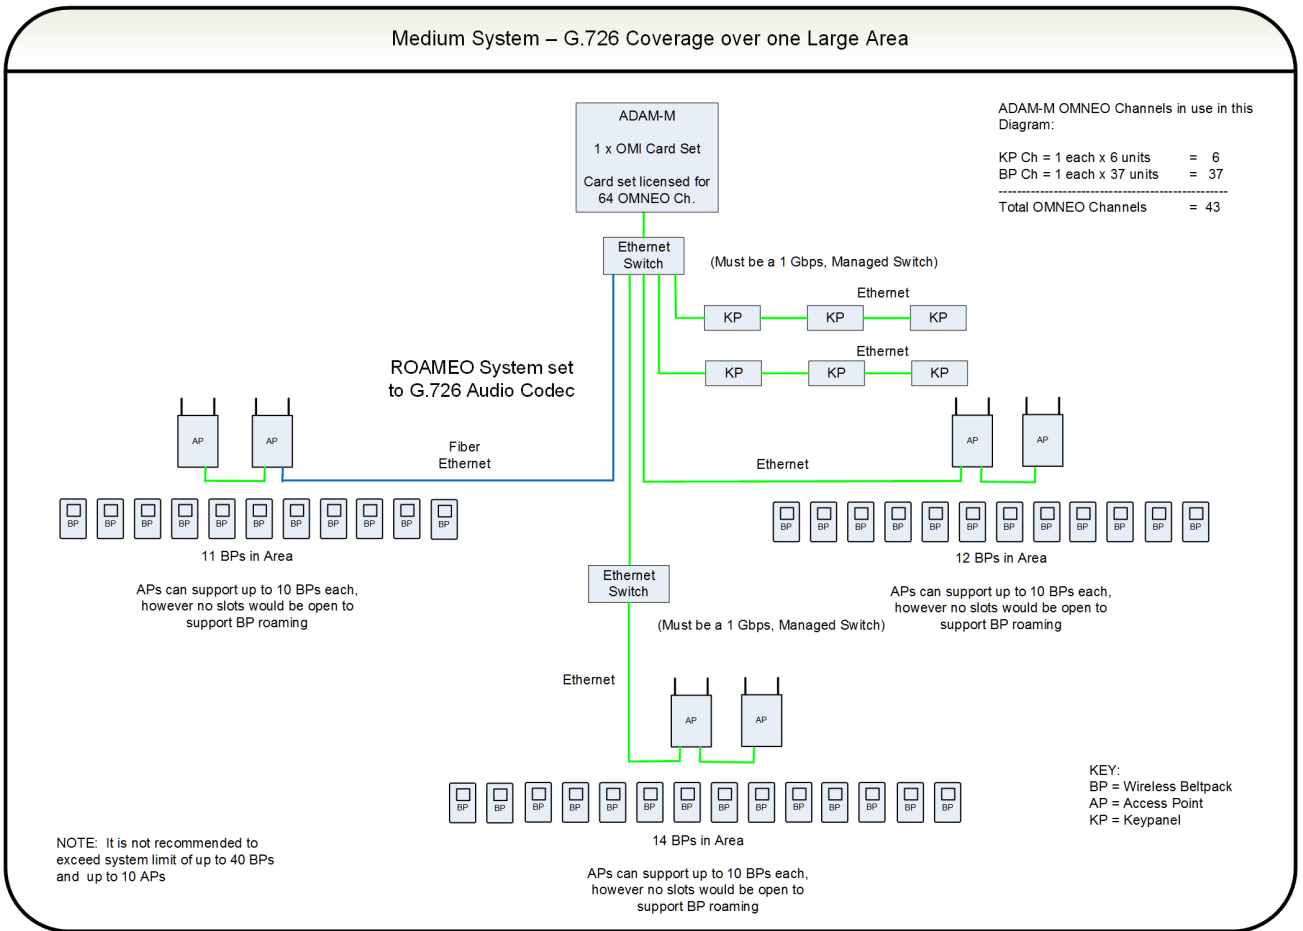 Medium System – G.726 Coverage over one Large Area
ADAM-M
1 x OMI Card Set
Card set licensed for
64 OMNEO Ch.
ADAM-M OMNEO Channels in use in this
Diagram:
KP Ch = 1 each x 6 units = 6
BP Ch = 1 each x 37 units = 37
--------------------------------------------------
Total OMNEO Channels = 43
Ethernet
Switch
(Must be a 1 Gbps, Managed Switch)
Ethernet
KP KP KP
Ethernet
KP KP KP
ROAMEO System set
to G.726 Audio Codec
AP AP
Fiber
Ethernet
Ethernet
AP AP
BP BP BP BP BP BP BP BP BP BP BP
11 BPs in Area
APs can support up to 10 BPs each,
however no slots would be open to
support BP roaming
BP BP BP BP BP BP BP BP BP BP BP BP
12 BPs in Area
APs can support up to 10 BPs each,
however no slots would be open to
support BP roaming
Ethernet
Switch
(Must be a 1 Gbps, Managed Switch)
Ethernet
AP AP
BP BP BP BP BP BP BP BP BP BP BP BP BP BP
14 BPs in Area
APs can support up to 10 BPs each,
however no slots would be open to
support BP roaming
KEY:
BP = Wireless Beltpack
AP = Access Point
KP = Keypanel
NOTE: It is not recommended to
exceed system limit of up to 40 BPs
and up to 10 APs